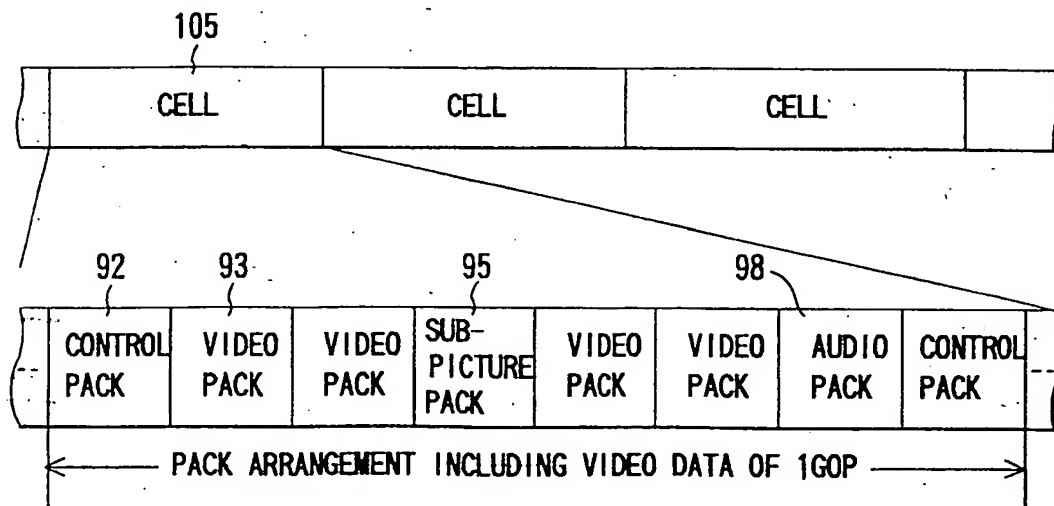 105
CELL CELL CELL
92 93 95 98
CONTROL PACK
VIDEO PACK
VIDEO PACK
SUB-PICTURE PACK
VIDEO PACK
VIDEO PACK
AUDIO PACK
CONTROL PACK
PACK ARRANGEMENT INCLUDING VIDEO DATA OF 1GOP